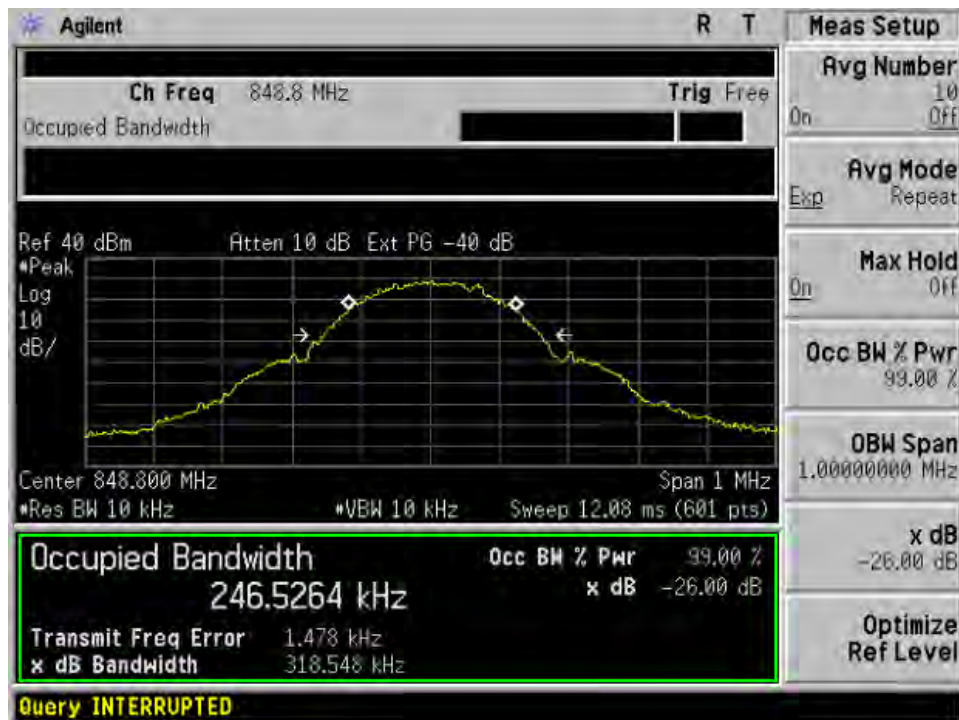 Agilent R T
Ch Freq 848.8 MHz Trig Free
Occupied Bandwidth
Ref 40 dBm Atten 10 dB Ext PG -40 dB
#Peak
Log
10
dB/
Center 848.800 MHz Span 1 MHz
#Res BW 10 kHz #VBW 10 kHz Sweep 12.08 ms (601 pts)
Occupied Bandwidth Occ BW % Pwr 99.00 %
246.5264 kHz x dB -26.00 dB
Transmit Freq Error 1.478 kHz
x dB Bandwidth 318.548 kHz
Query INTERRUPTED
Meas Setup
Avg Number
10
On Off
Avg Mode
Exp Repeat
Max Hold
On Off
Occ BW % Pwr
99.00 %
OBW Span
1.00000000 MHz
x dB
-26.00 dB
Optimize
Ref Level